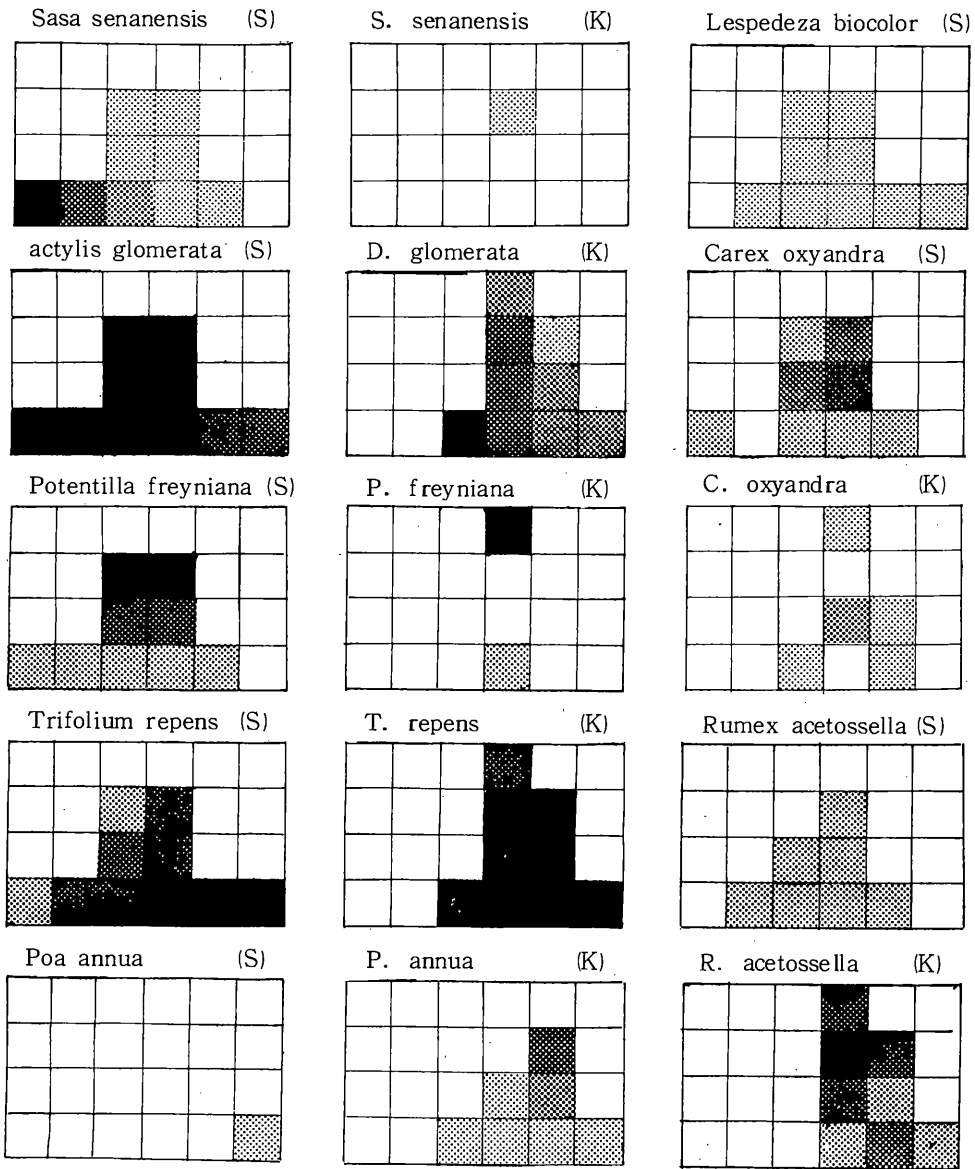 Sasa senanensis (S)
S. senanensis (K)
Lespedeza biocolor (S)
actylis glomerata (S)
D. glomerata (K)
Carex oxyandra (S)
Potentilla freyniana (S)
P. freyniana (K)
C. oxyandra (K)
Trifolium repens (S)
T. repens (K)
Rumex acetossella (S)
Poa annua (S)
P. annua (K)
R. acetossella (K)